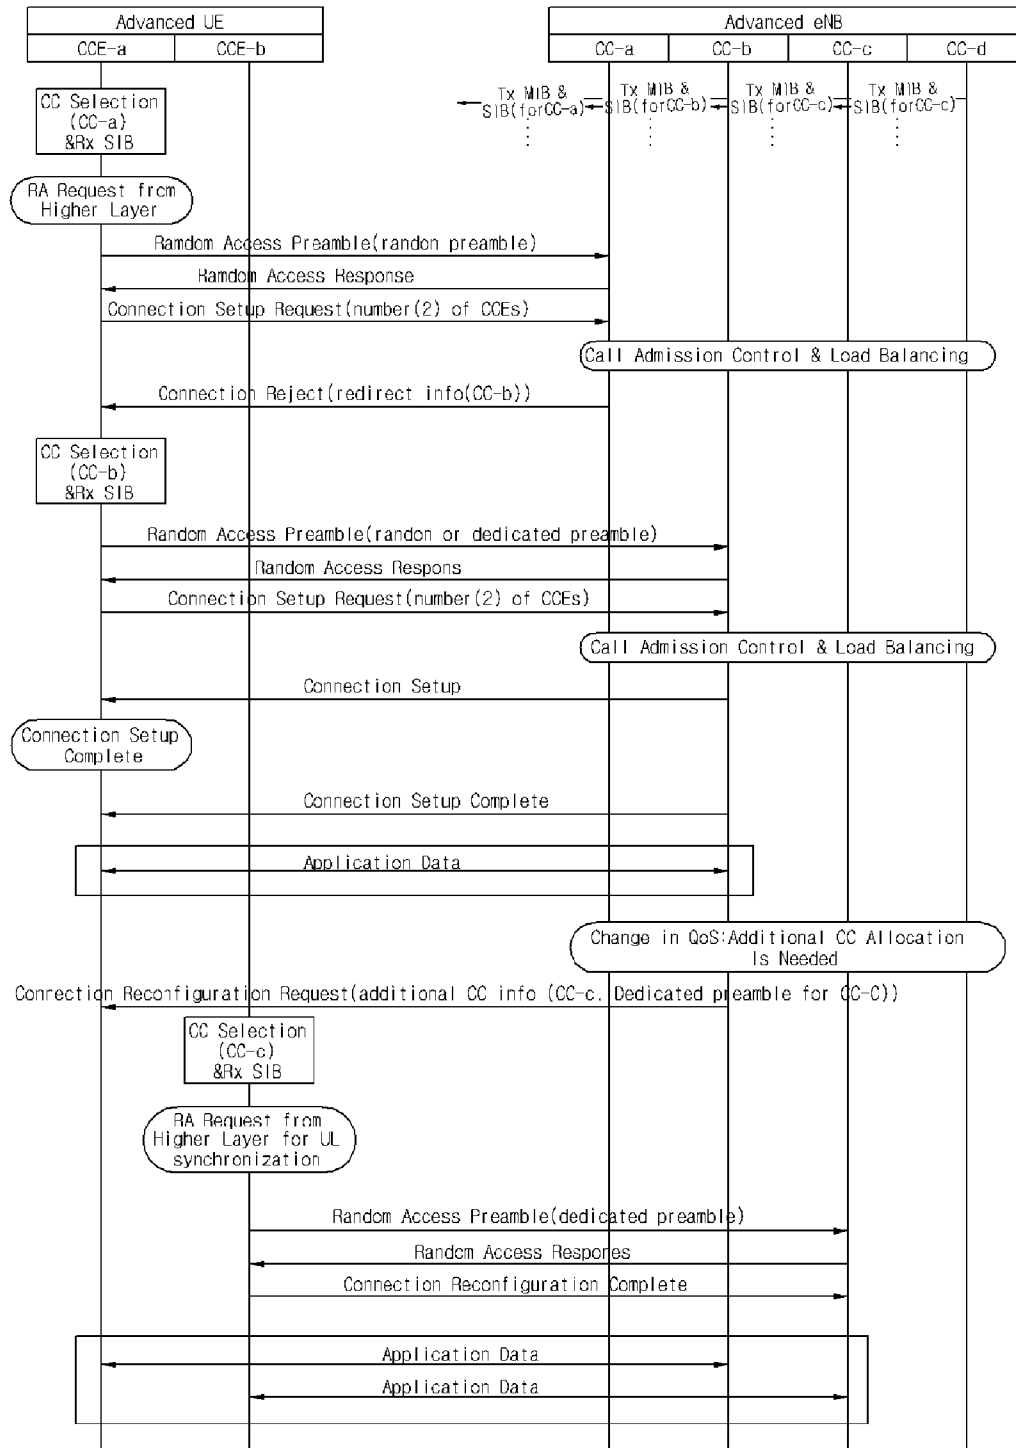 Advanced UE
Advanced eNB
CCE-a
CCE-b
CC-a
CC-b
CC-c
CC-d
CC Selection
(CC-a)
&Rx SIB
Tx MIB &
SIB(forCC-a)
Tx MIB &
SIB(forCC-b)
Tx MIB &
SIB(forCC-c)
Tx MIB &
SIB(forCC-c)
RA Request from
Higher Layer
Ramdom Access Preamble(randon preamble)
Ramdom Access Response
Connection Setup Request(number(2) of CCEs)
Call Admission Control & Load Balancing
Connection Reject(redirect info(CC-b))
CC Selection
(CC-b)
&Rx SIB
Random Access Preamble(randon or dedicated preamble)
Random Access Respons
Connection Setup Request(number(2) of CCEs)
Call Admission Control & Load Balancing
Connection Setup
Connection Setup
Complete
Connection Setup Complete
Application Data
Change in QoS:Additional CC Allocation
Is Needed
Connection Reconfiguration Request(additional CC info (CC-c. Dedicated preamble for CC-C))
CC Selection
(CC-c)
&Rx SIB
RA Request from
Higher Layer for UL
synchronization
Random Access Preamble(dedicated preamble)
Random Access Respones
Connection Reconfiguration Complete
Application Data
Application Data